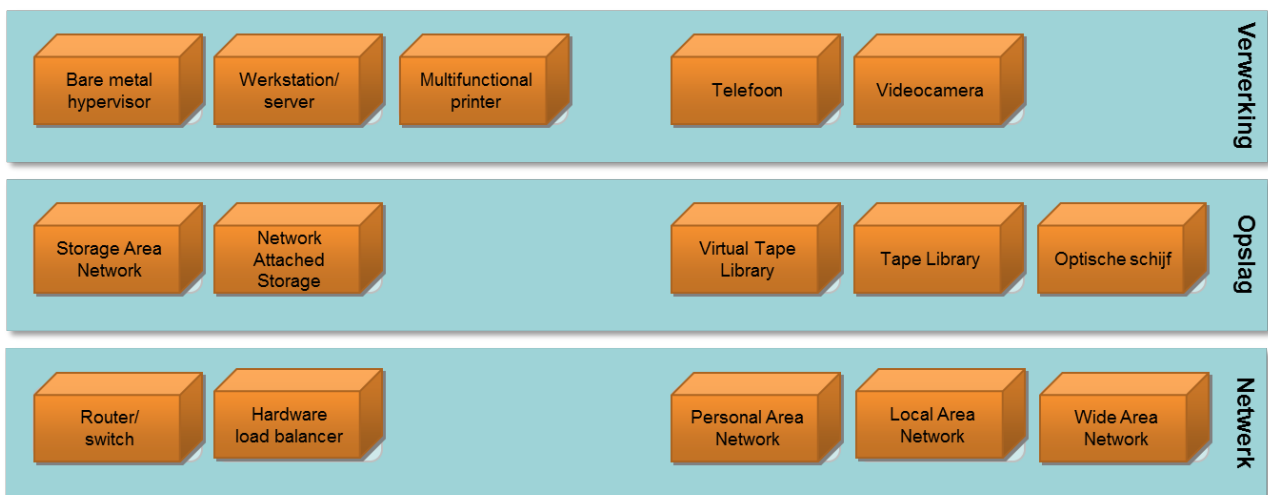 Bare metal
hypervisor
Werkstation/
server
Multifunctional
printer
Telefoon
Videocamera
Verwerking
Storage Area
Network
Network
Attached
Storage
Virtual Tape
Library
Tape Library
Optische schijf
Opslag
Router/
switch
Hardware
load balancer
Personal Area
Network
Local Area
Network
Wide Area
Network
Netwerk